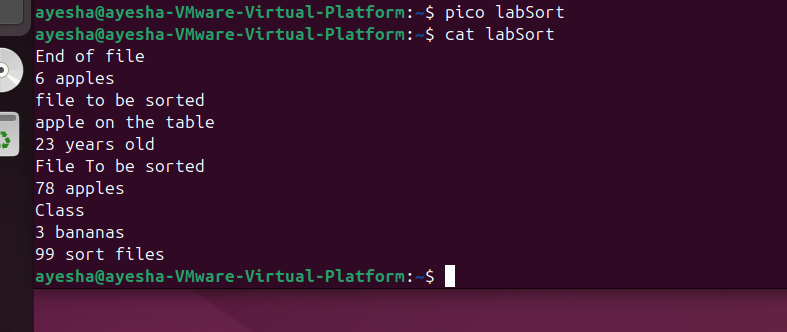 ayesha@ayesha-VMware-Virtual-Platform:~$ pico labSort
ayesha@ayesha-VMware-Virtual-Platform:~$ cat labSort
End of file
6 apples
file to be sorted
apple on the table
23 years old
File To be sorted
78 apples
Class
3 bananas
99 sort files
ayesha@ayesha-VMware-Virtual-Platform:~$